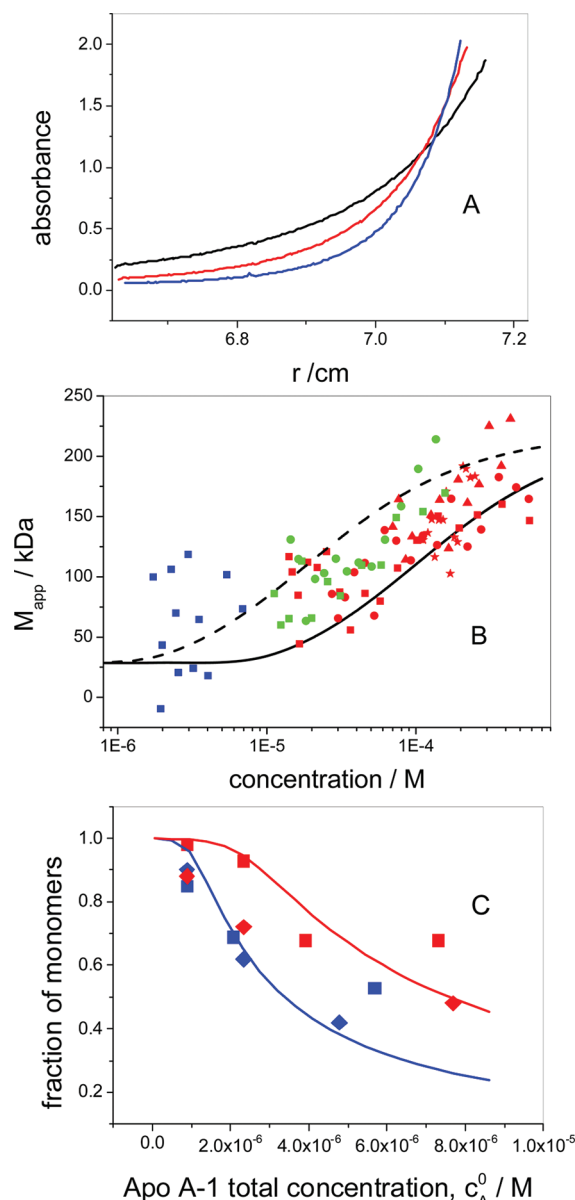 absorbance
2.0
1.5
1.0
0.5
0.0
A
6.8
7.0
7.2
r /cm
M_app / kDa
250
200
150
100
50
0
B
1E-6
1E-5
1E-4
concentration / M
fraction of monomers
1.0
0.8
0.6
0.4
0.2
C
0.0
2.0x10⁻⁶
4.0x10⁻⁶
6.0x10⁻⁶
8.0x10⁻⁶
1.0x10⁻⁵
Apo A-1 total concentration, c_A^0 / M